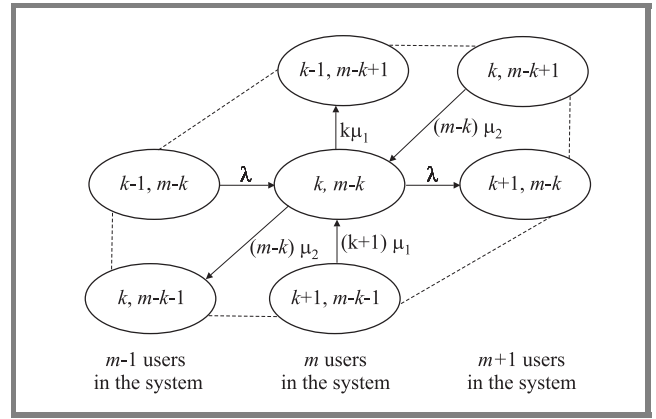 k-1, m-k+1
k, m-k+1
kμ₁
(m-k) μ₂
k-1, m-k
λ
k, m-k
λ
k+1, m-k
(m-k) μ₂
(k+1) μ₁
k, m-k-1
k+1, m-k-1
m-1 users
in the system
m users
in the system
m+1 users
in the system